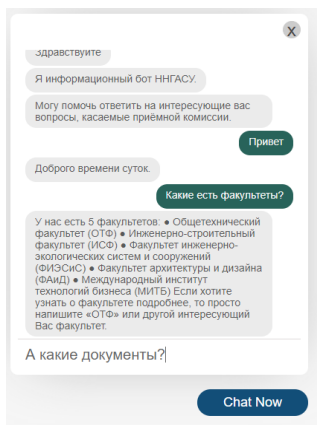 x
Здравствуйте
Я информационный бот ННГАСУ.
Могу помочь ответить на интересующие вас
вопросы, касаемые приёмной комиссии.
Привет
Доброго времени суток.
Какие есть факультеты?
У нас есть 5 факультетов: ● Общетехнический
факультет (ОТФ) ● Инженерно-строительный
факультет (ИСФ) ● Факультет инженерно-
экологических систем и сооружений
(ФИЭСиС) ● Факультет архитектуры и дизайна
(ФАиД) ● Международный институт
технологий бизнеса (МИТБ) Если хотите
узнать о факультете подробнее, то просто
напишите «ОТФ» или другой интересующий
Вас факультет.
А какие документы?
Chat Now